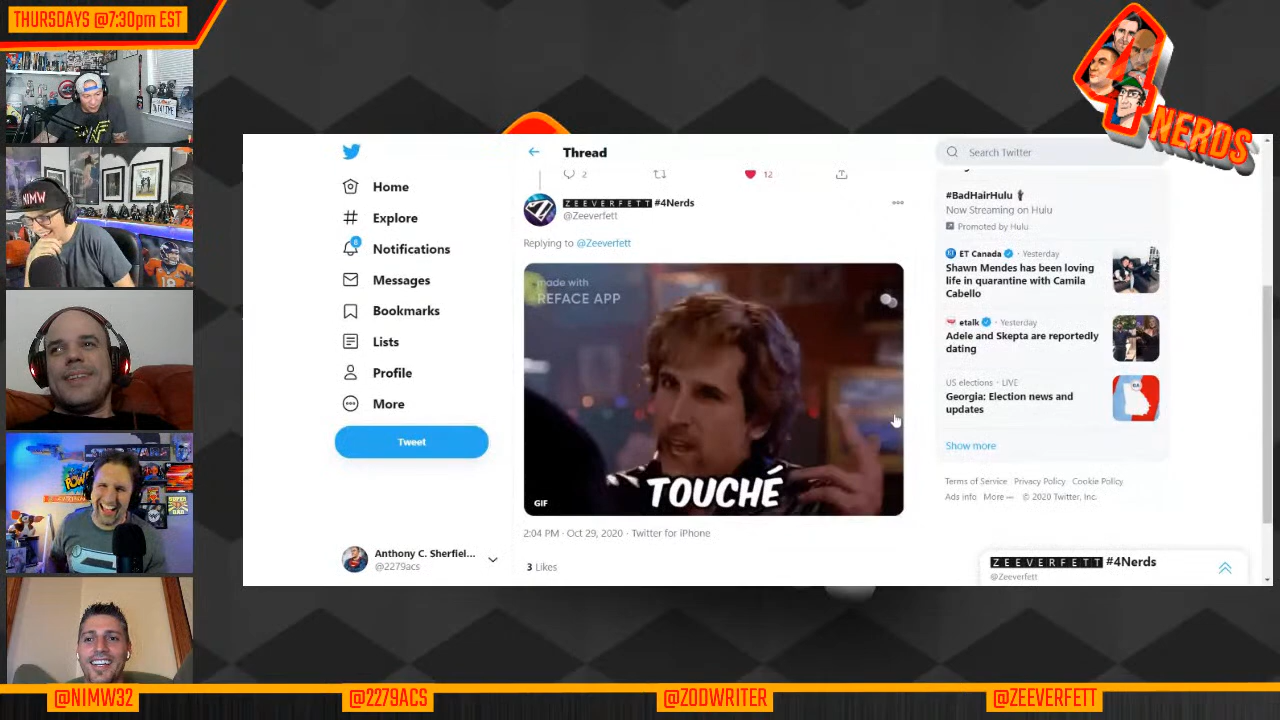 THURSDAYS @7:30pm EST
4 NERDS
Home
Explore
8
Notifications
Messages
Bookmarks
Lists
Profile
More
Tweet
Anthony C. Sherfiel...
@2279acs
Thread
2
12
ZEEVERFETT #4Nerds
@Zeeverfett
Replying to @Zeeverfett
made with
REFACE APP
TOUCHÉ
GIF
2:04 PM · Oct 29, 2020 · Twitter for iPhone
3 Likes
Search Twitter
#BadHairHulu
Now Streaming on Hulu
Promoted by Hulu
ET Canada · Yesterday
Shawn Mendes has been loving
life in quarantine with Camila
Cabello
etalk · Yesterday
Adele and Skepta are reportedly
dating
US elections · LIVE
Georgia: Election news and
updates
Show more
Terms of Service Privacy Policy Cookie Policy
Ads info More © 2020 Twitter, Inc.
ZEEVERFETT #4Nerds
@Zeeverfett
NIMW
POW
SUPER
DAD
@NIMW32
@2279ACS
@ZODWRITER
@ZEEVERFETT